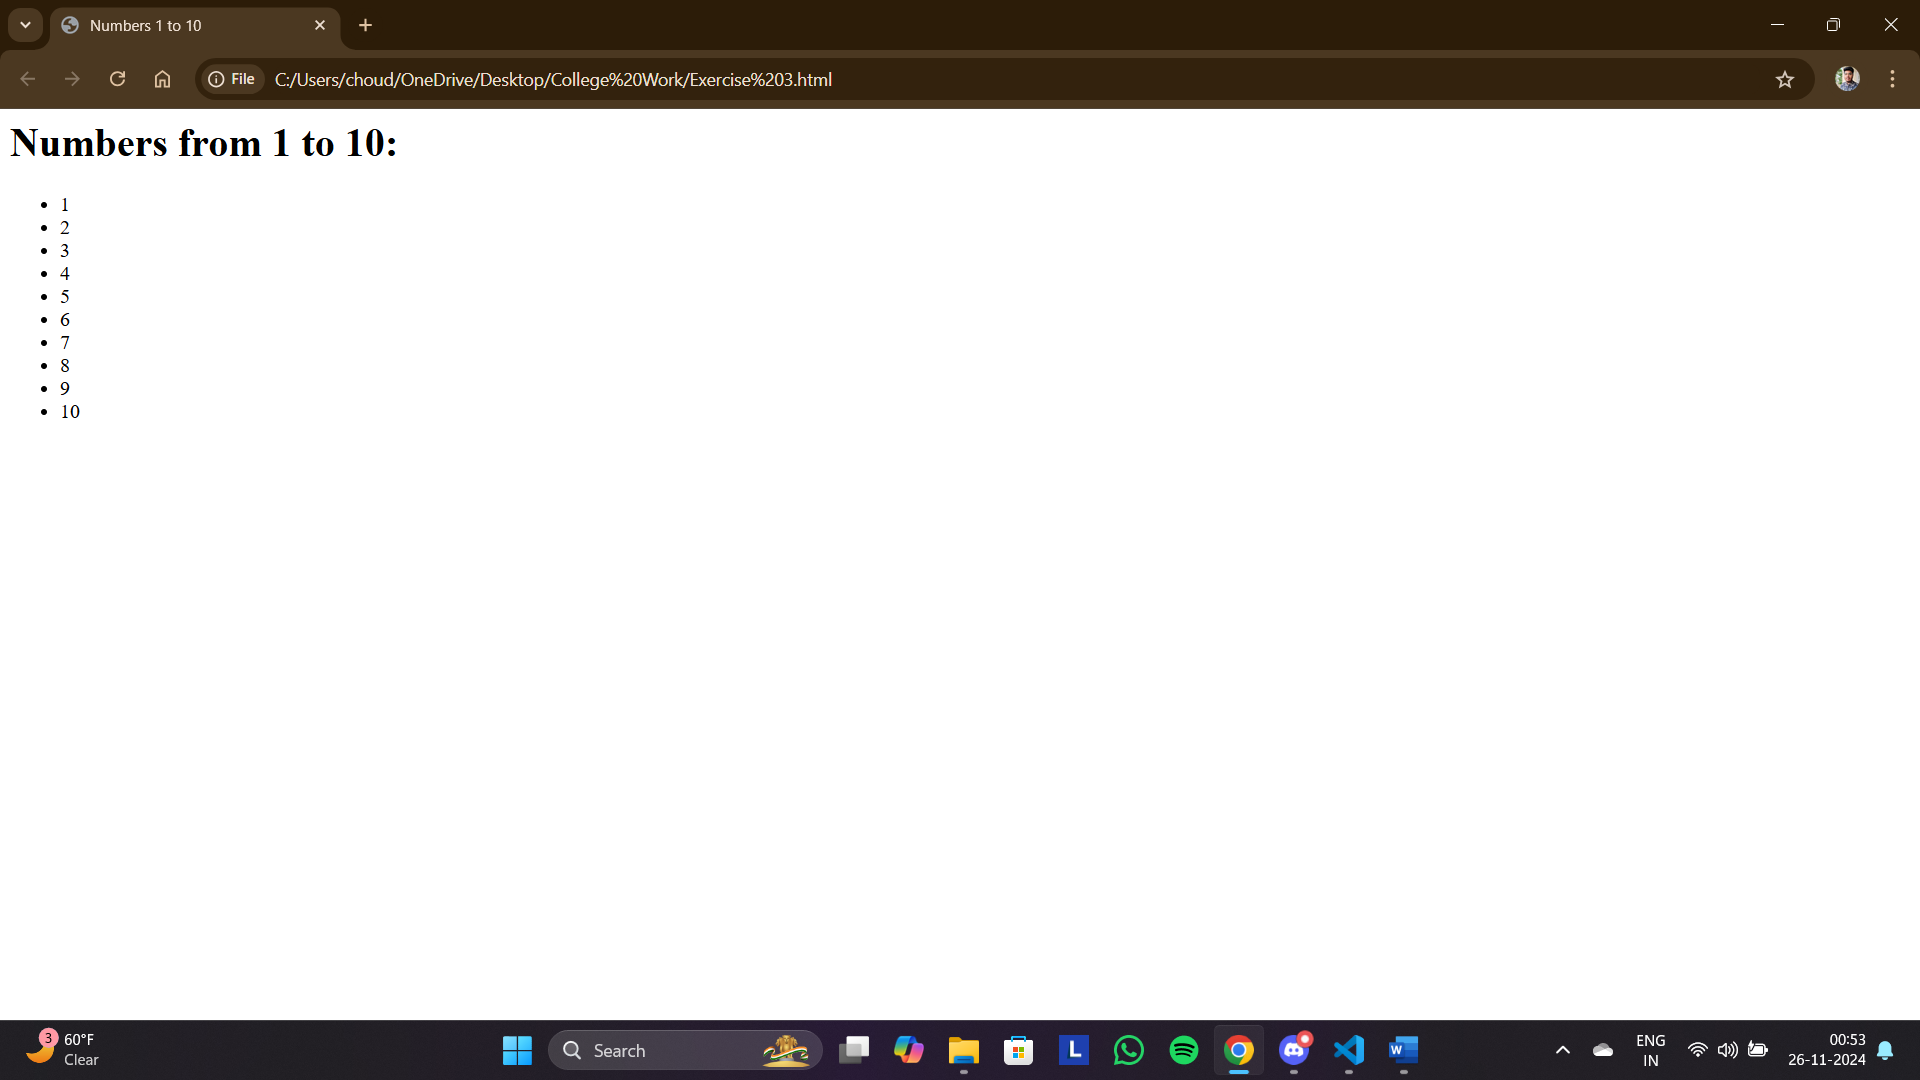 Numbers 1 to 10
File
C:/Users/choud/OneDrive/Desktop/College%20Work/Exercise%203.html
Numbers from 1 to 10:
1
2
3
4
5
6
7
8
9
10
3
60°F
Clear
Search
L
W
ENG
IN
00:53
26-11-2024